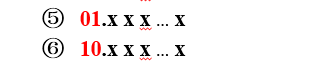 ⑤ 01.x x x ... x
⑥ 10.x x x ... x